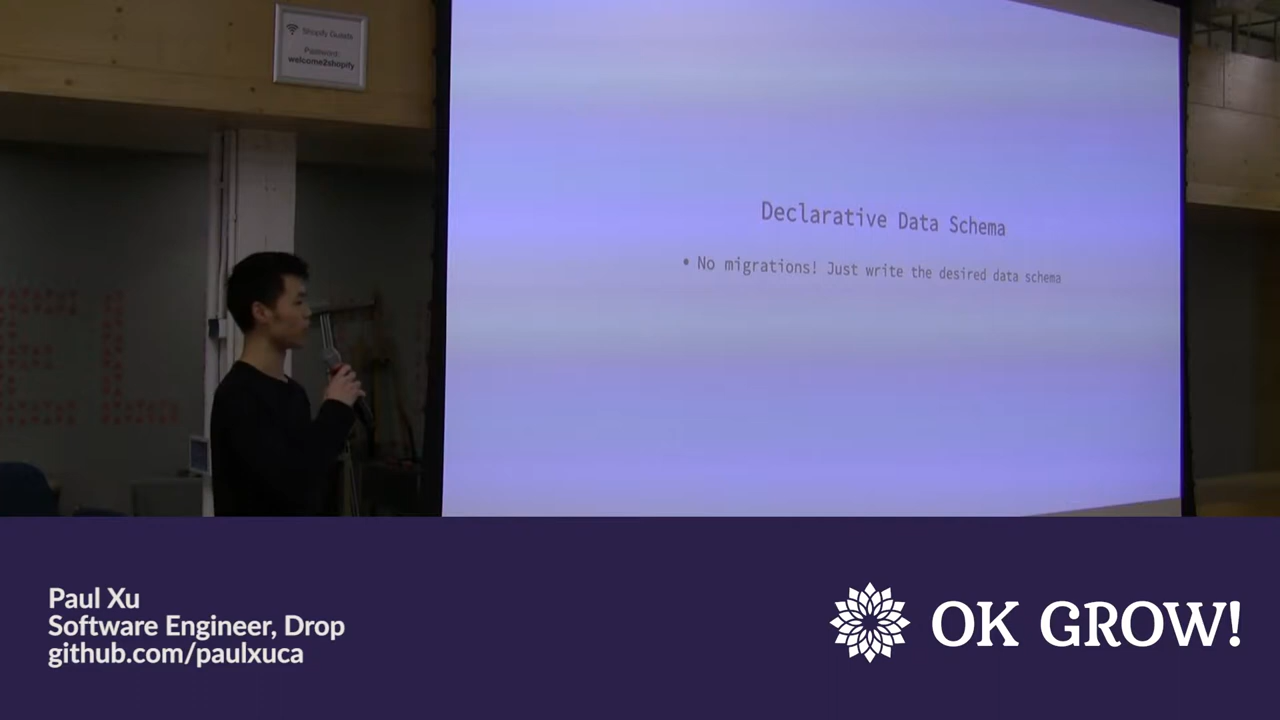 Shopify Guests
Password:
welcome2shopify
Declarative Data Schema
• No migrations! Just write the desired data schema
Paul Xu
Software Engineer, Drop
github.com/paulxuca
OK GROW!